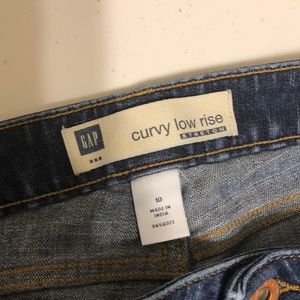 GAP
curvy low rise
STRETCH
10
MADE IN
INDIA